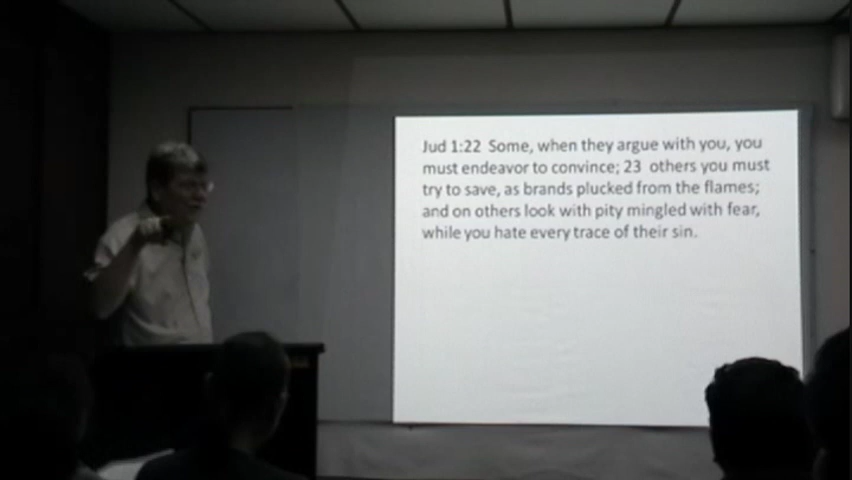 Jud 1:22 Some, when they argue with you, you
must endeavor to convince; 23 others you must
try to save, as brands plucked from the flames;
and on others look with pity mingled with fear,
while you hate every trace of their sin.